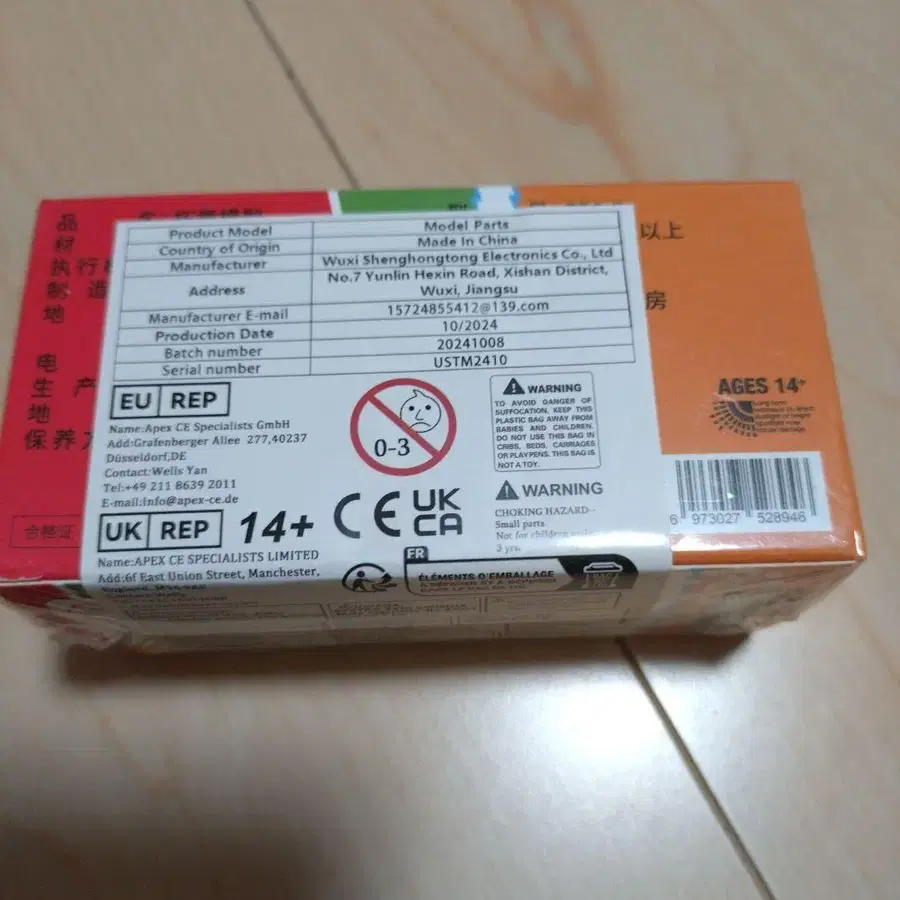 品
材
执行
制 造
地
电
生 产
地
保养
合格证
Product Model Model Parts
Country of Origin Made In China
Manufacturer Wuxi Shenghongtong Electronics Co., Ltd
Address No.7 Yunlin Hexin Road, Xishan District,
Wuxi, Jiangsu
Manufacturer E-mail 15724855412@139.com
Production Date 10/2024
Batch number 20241008
Serial number USTM2410
EU REP
Name:Apex CE Specialists GmbH
Add:Grafenberger Allee 277,40237
Düsseldorf,DE
Contact:Wells Yan
Tel:+49 211 8639 2011
E-mail:info@apex-ce.de
UK REP
14+
CE
UK
CA
Name:APEX CE SPECIALISTS LIMITED
Add:6f East Union Street, Manchester,
0-3
WARNING
TO AVOID DANGER OF
SUFFOCATION, KEEP THIS
PLASTIC BAG AWAY FROM
BABIES AND CHILDREN.
DO NOT USE THIS BAG IN
CRIBS, BEDS, CARRIAGES
OR PLAYPENS. THIS BAG IS
NOT A TOY.
WARNING
CHOKING HAZARD--
Small parts
Not for children
3 yrs.
FR
ÉLÉMENTS D'EMBALLAGE
以上
房
AGES 14+
6 973027 528946